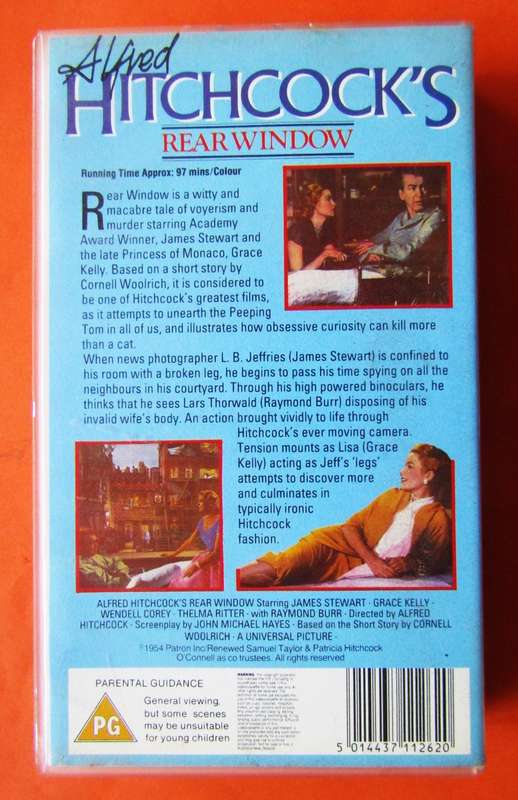 Alfred
HITCHCOCK'S
REAR WINDOW
Running Time Approx: 97 mins/Colour
Rear Window is a witty and
macabre tale of voyerism and
murder starring Academy
Award Winner, James Stewart and
the late Princess of Monaco, Grace
Kelly. Based on a short story by
Cornell Woolrich, it is considered to
be one of Hitchcock's greatest films,
as it attempts to unearth the Peeping
Tom in all of us, and illustrates how obsessive curiosity can kill more
than a cat.
When news photographer L. B. Jeffries (James Stewart) is confined to
his room with a broken leg, he begins to pass his time spying on all the
neighbours in his courtyard. Through his high powered binoculars, he
thinks that he sees Lars Thorwald (Raymond Burr) disposing of his
invalid wife's body. An action brought vividly to life through
Hitchcock's ever moving camera.
Tension mounts as Lisa (Grace
Kelly) acting as Jeff's 'legs'
attempts to discover more
and culminates in
typically ironic
Hitchcock
fashion.
ALFRED HITCHCOCK'S REAR WINDOW Starring JAMES STEWART · GRACE KELLY ·
WENDELL COREY · THELMA RITTER · with RAYMOND BURR · Directed by ALFRED
HITCHCOCK · Screenplay by JOHN MICHAEL HAYES · Based on the Short Story by CORNELL
WOOLRICH · A UNIVERSAL PICTURE ·
©1954 Patron Inc/Renewed Samuel Taylor & Patricia Hitchcock
O'Connell as co trustees. All rights reserved
PARENTAL GUIDANCE
PG
General viewing,
but some scenes
may be unsuitable
for young children
WARNING
5 014437 112620